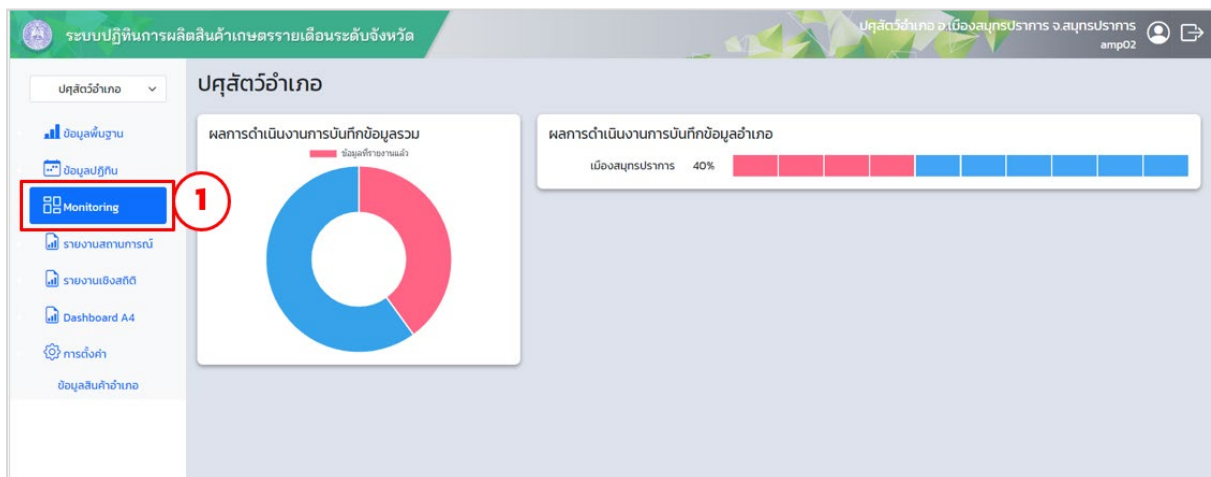 ระบบปฏิทินการผลิตสินค้าเกษตรรายเดือนระดับจังหวัด
ปศุสัตว์อำเภอ อ.เมืองสมุทรปราการ จ.สมุทรปราการ
amp02
ปศุสัตว์อำเภอ
ปศุสัตว์อำเภอ
ข้อมูลพื้นฐาน
ข้อมูลปฏิทิน
Monitoring
1
รายงานสถานการณ์
รายงานเชิงสถิติ
Dashboard A4
การตั้งค่า
ข้อมูลสินค้าอำเภอ
ผลการดำเนินงานการบันทึกข้อมูลรวม
ข้อมูลที่รายงานแล้ว
ผลการดำเนินงานการบันทึกข้อมูลอำเภอ
เมืองสมุทรปราการ 40%